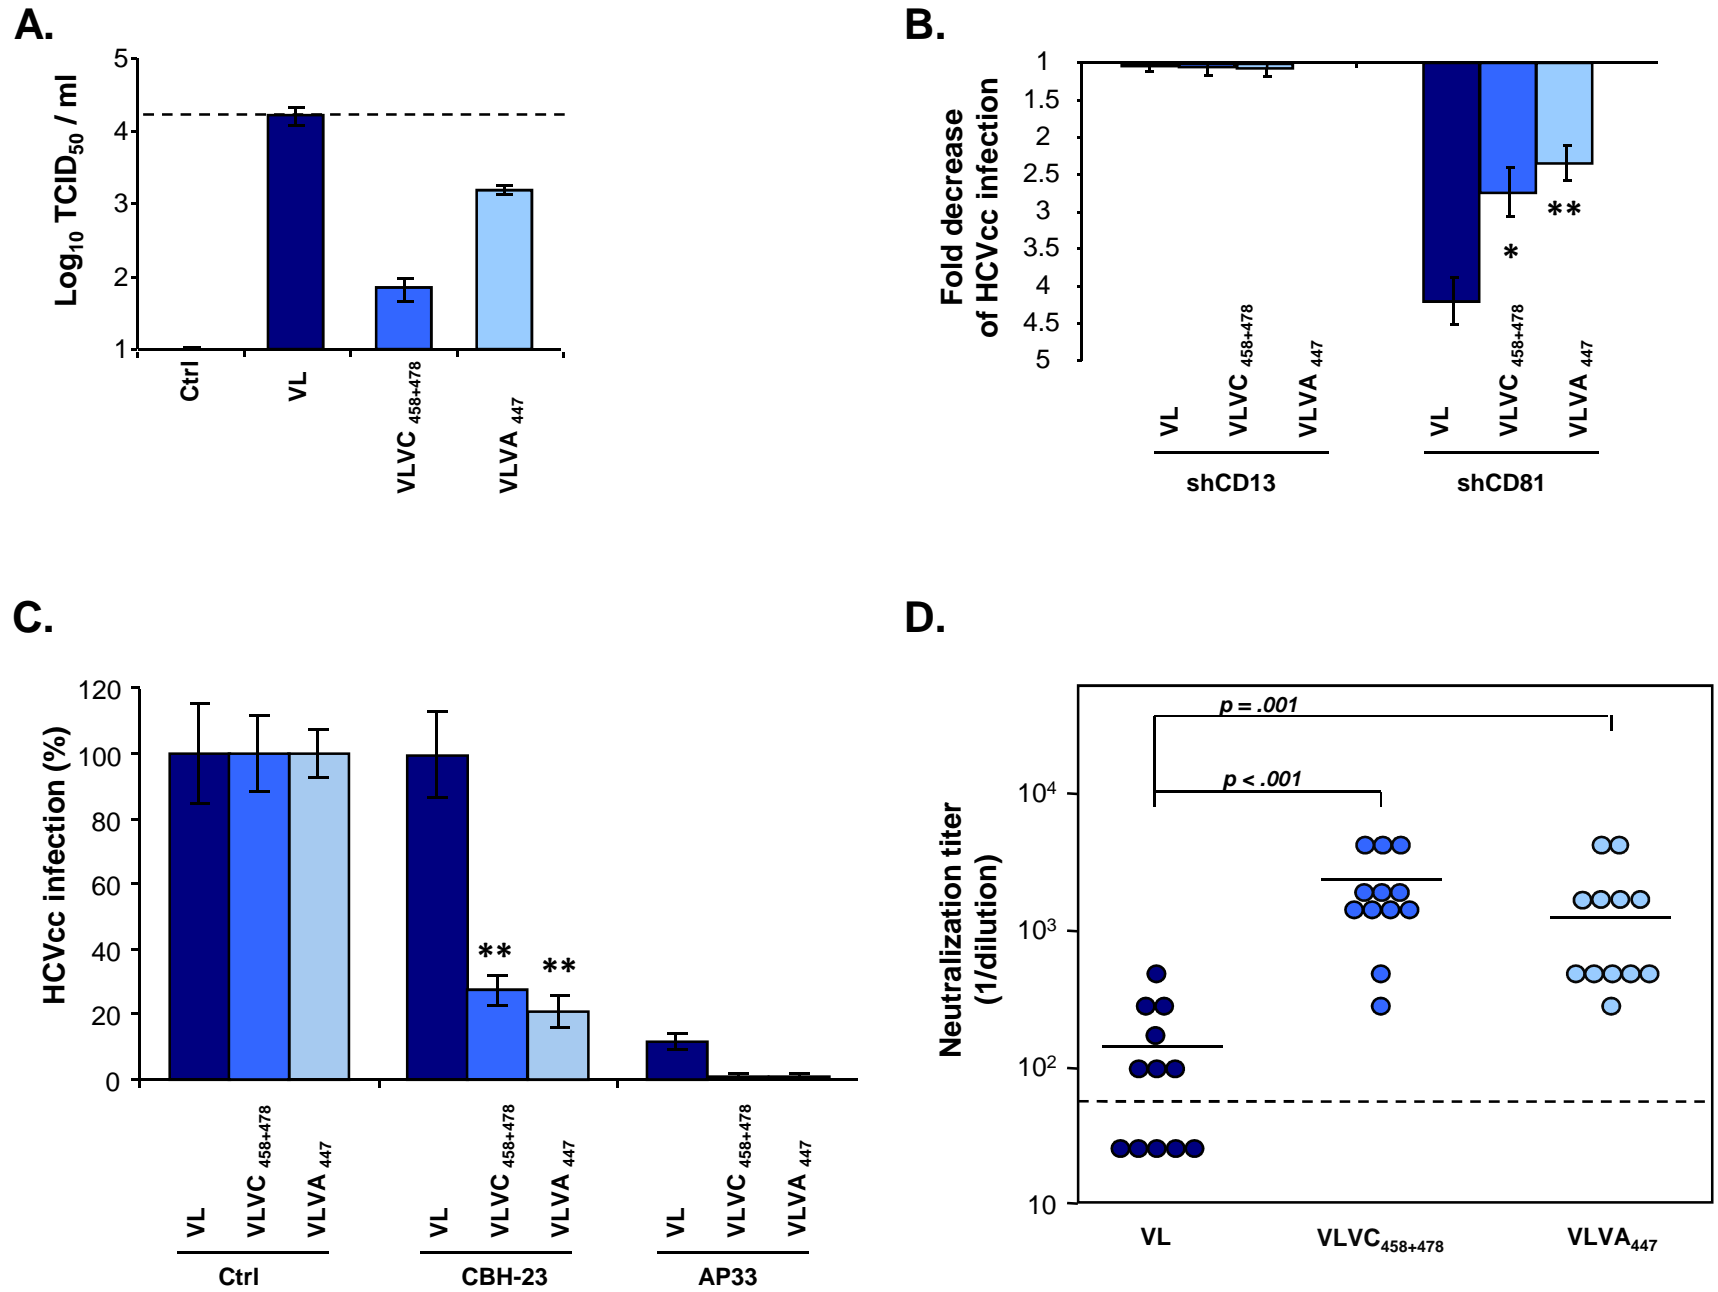 A.
Log10 TCID50 / ml
5
4
3
2
1
Ctrl
VL
VLVC 458+478
VLVA 447
B.
Fold decrease
of HCVcc infection
1
1.5
2
2.5
3
3.5
4
4.5
5
*
**
VL
VLVC 458+478
VLVA 447
VL
VLVC 458+478
VLVA 447
shCD13
shCD81
C.
HCVcc infection (%)
120
100
80
60
40
20
0
**
**
VL
VLVC 458+478
VLVA 447
VL
VLVC 458+478
VLVA 447
VL
VLVC 458+478
VLVA 447
Ctrl
CBH-23
AP33
D.
Neutralization titer
(1/dilution)
p = .001
p < .001
10^4
10^3
10^2
10
VL
VLVC458+478
VLVA447